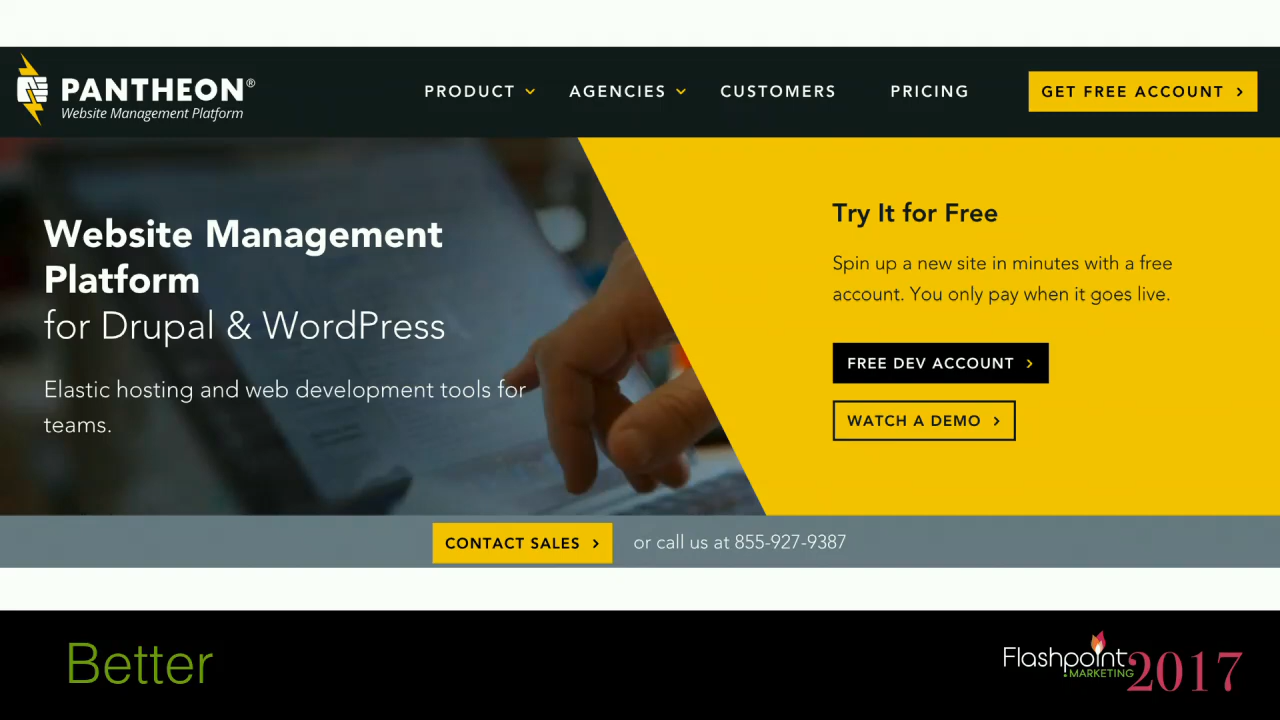 PANTHEON®
Website Management Platform
PRODUCT
AGENCIES
CUSTOMERS
PRICING
GET FREE ACCOUNT
Website Management
Platform
for Drupal & WordPress
Elastic hosting and web development tools for
teams.
Try It for Free
Spin up a new site in minutes with a free
account. You only pay when it goes live.
FREE DEV ACCOUNT
WATCH A DEMO
CONTACT SALES
or call us at 855-927-9387
Better
Flashpoint
MARKETING
2017